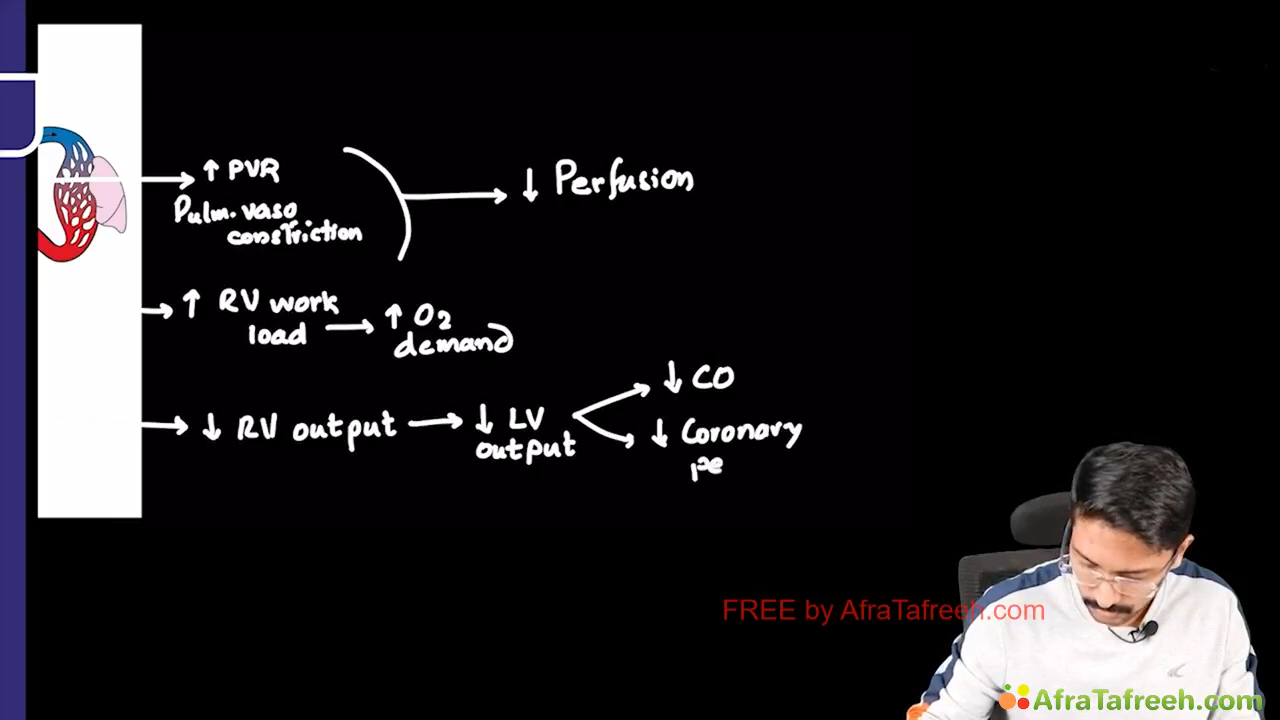 ↑ PVR
Pulm. vaso
constriction
↓ Perfusion
↑ RV work
load → ↑ O2
demand
↓ RV output → ↓ LV
output
↓ CO
↓ Coronary
pe
FREE by AfraTafreeh.com
AfraTafreeh.com